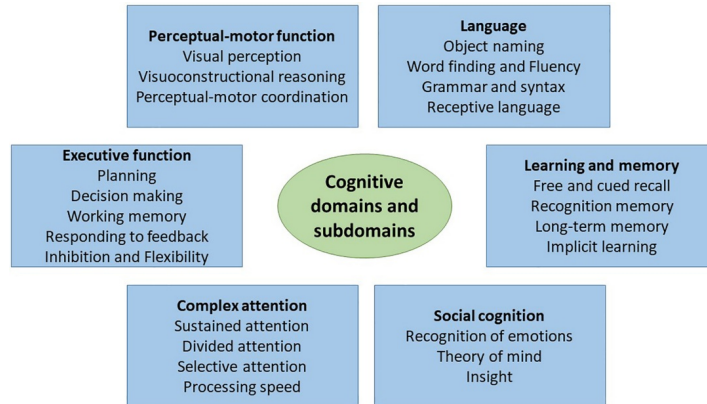 Perceptual-motor function
Visual perception
Visuoconstructional reasoning
Perceptual-motor coordination
Language
Object naming
Word finding and Fluency
Grammar and syntax
Receptive language
Executive function
Planning
Decision making
Working memory
Responding to feedback
Inhibition and Flexibility
Cognitive
domains and
subdomains
Learning and memory
Free and cued recall
Recognition memory
Long-term memory
Implicit learning
Complex attention
Sustained attention
Divided attention
Selective attention
Processing speed
Social cognition
Recognition of emotions
Theory of mind
Insight